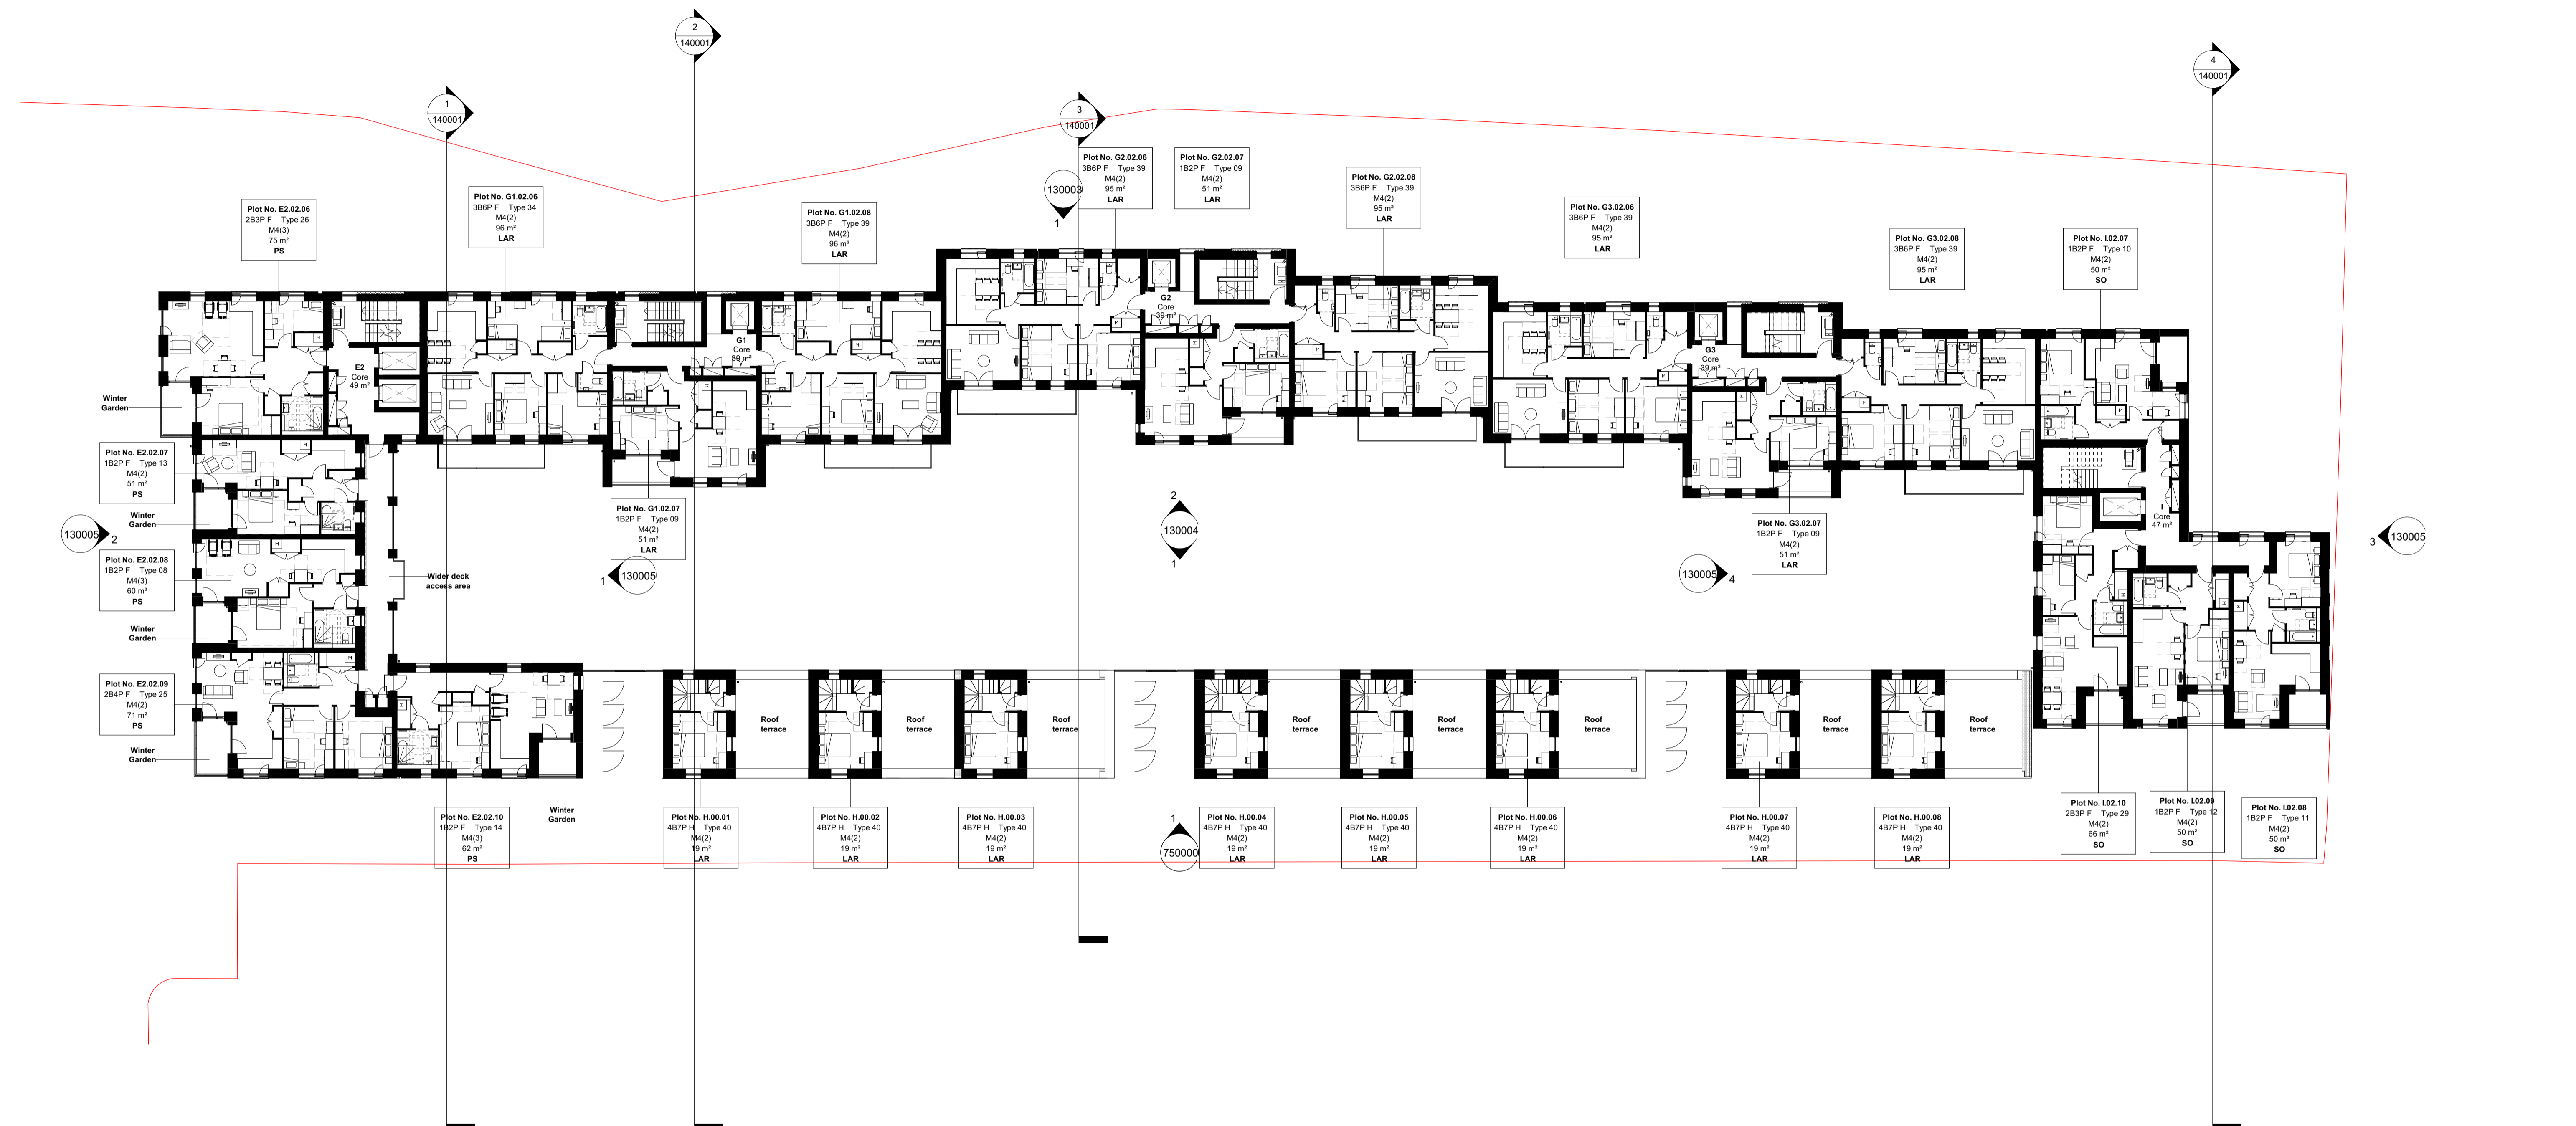 2
140001
4
140001
1
140001
3
140001
Plot No. G2.02.06
3B6P F Type 39
M4(2)
95 m²
LAR
Plot No. G2.02.07
1B2P F Type 09
M4(2)
51 m²
LAR
Plot No. G2.02.08
3B6P F Type 39
M4(2)
95 m²
LAR
130003
1
Plot No. E2.02.06
2B3P F Type 26
M4(3)
75 m²
PS
Plot No. G1.02.06
3B6P F Type 34
M4(2)
96 m²
LAR
Plot No. G1.02.08
3B6P F Type 39
M4(2)
96 m²
LAR
Plot No. G3.02.06
3B6P F Type 39
M4(2)
95 m²
LAR
Plot No. G3.02.08
3B6P F Type 39
M4(2)
95 m²
LAR
Plot No. I.02.07
1B2P F Type 10
M4(2)
50 m²
SO
E2
Core
49 m²
G1
Core
39 m²
G2
Core
39 m²
G3
Core
39 m²
I
Core
47 m²
Winter
Garden
Plot No. E2.02.07
1B2P F Type 13
M4(2)
51 m²
PS
Winter
Garden
130005
2
Plot No. E2.02.08
1B2P F Type 08
M4(3)
60 m²
PS
Winter
Garden
Plot No. E2.02.09
2B4P F Type 25
M4(2)
71 m²
PS
Winter
Garden
Wider deck
access area
Plot No. G1.02.07
1B2P F Type 09
M4(2)
51 m²
LAR
1
130005
2
130004
1
Plot No. G3.02.07
1B2P F Type 09
M4(2)
51 m²
LAR
130005
4
3
130005
Roof
terrace
Roof
terrace
Roof
terrace
Roof
terrace
Roof
terrace
Roof
terrace
Roof
terrace
Roof
terrace
Plot No. E2.02.10
1B2P F Type 14
M4(3)
62 m²
PS
Winter
Garden
Plot No. H.00.01
4B7P H Type 40
M4(2)
19 m²
LAR
Plot No. H.00.02
4B7P H Type 40
M4(2)
19 m²
LAR
Plot No. H.00.03
4B7P H Type 40
M4(2)
19 m²
LAR
1
750000
Plot No. H.00.04
4B7P H Type 40
M4(2)
19 m²
LAR
Plot No. H.00.05
4B7P H Type 40
M4(2)
19 m²
LAR
Plot No. H.00.06
4B7P H Type 40
M4(2)
19 m²
LAR
Plot No. H.00.07
4B7P H Type 40
M4(2)
19 m²
LAR
Plot No. H.00.08
4B7P H Type 40
M4(2)
19 m²
LAR
Plot No. I.02.10
2B3P F Type 29
M4(2)
66 m²
SO
Plot No. I.02.09
1B2P F Type 12
M4(2)
50 m²
SO
Plot No. I.02.08
1B2P F Type 11
M4(2)
50 m²
SO